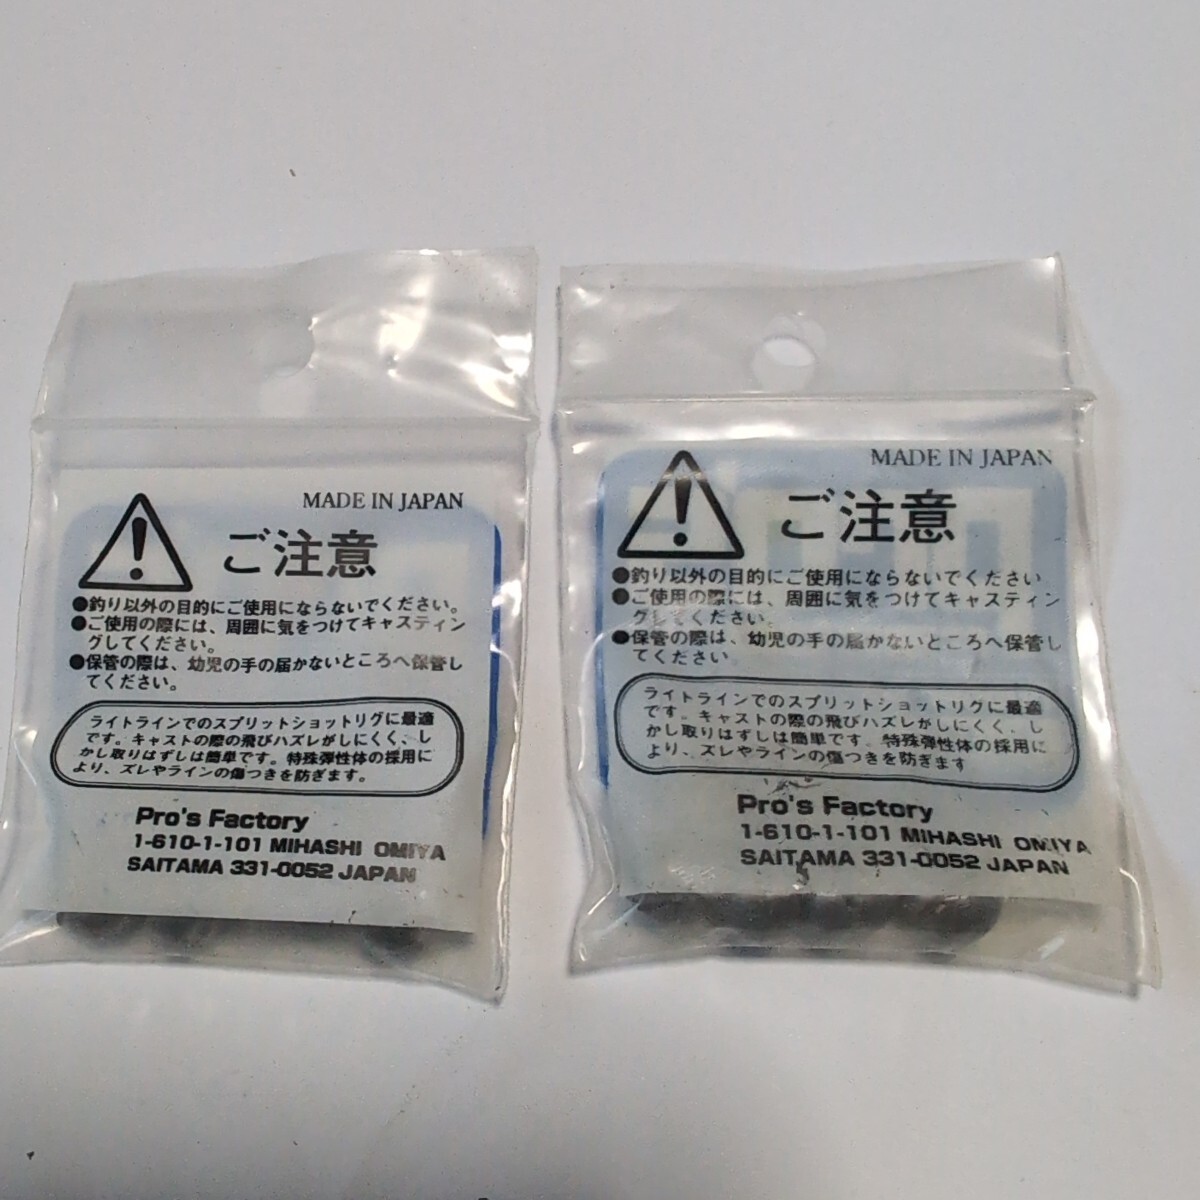 MADE IN JAPAN
ご注意
●釣り以外の目的にご使用にならないでください。
●ご使用の際には、周囲に気をつけてキャスティン
グしてください。
●保管の際は、幼児の手の届かないところへ保管し
てください。
ライトラインでのスプリットショットリグに最適
です。キャストの際の飛びハズレがしにくく、し
かし取りはずしは簡単です。特殊弾性体の採用に
より、ズレやラインの傷つきを防ぎます。
Pro's Factory
1-610-1-101 MIHASHI OMIYA
SAITAMA 331-0052 JAPAN
MADE IN JAPAN
ご注意
●釣り以外の目的にご使用にならないでください
●ご使用の際には、周囲に気をつけてキャスティン
グしてください。
●保管の際は、幼児の手の届かないところへ保管し
てください。
ライトラインでのスプリットショットリグに最適
です。キャストの際の飛びハズレがしにくく、し
かし取りはずしは簡単です。特殊弾性体の採用に
より、ズレやラインの傷つきを防ぎます
Pro's Factory
1-610-1-101 MIHASHI OMIYA
SAITAMA 331-0052 JAPAN